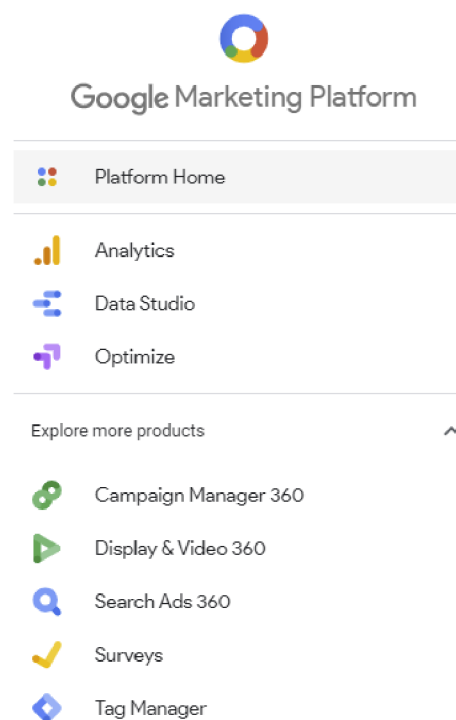 Google Marketing Platform
Platform Home
Analytics
Data Studio
Optimize
Explore more products
Campaign Manager 360
Display & Video 360
Search Ads 360
Surveys
Tag Manager